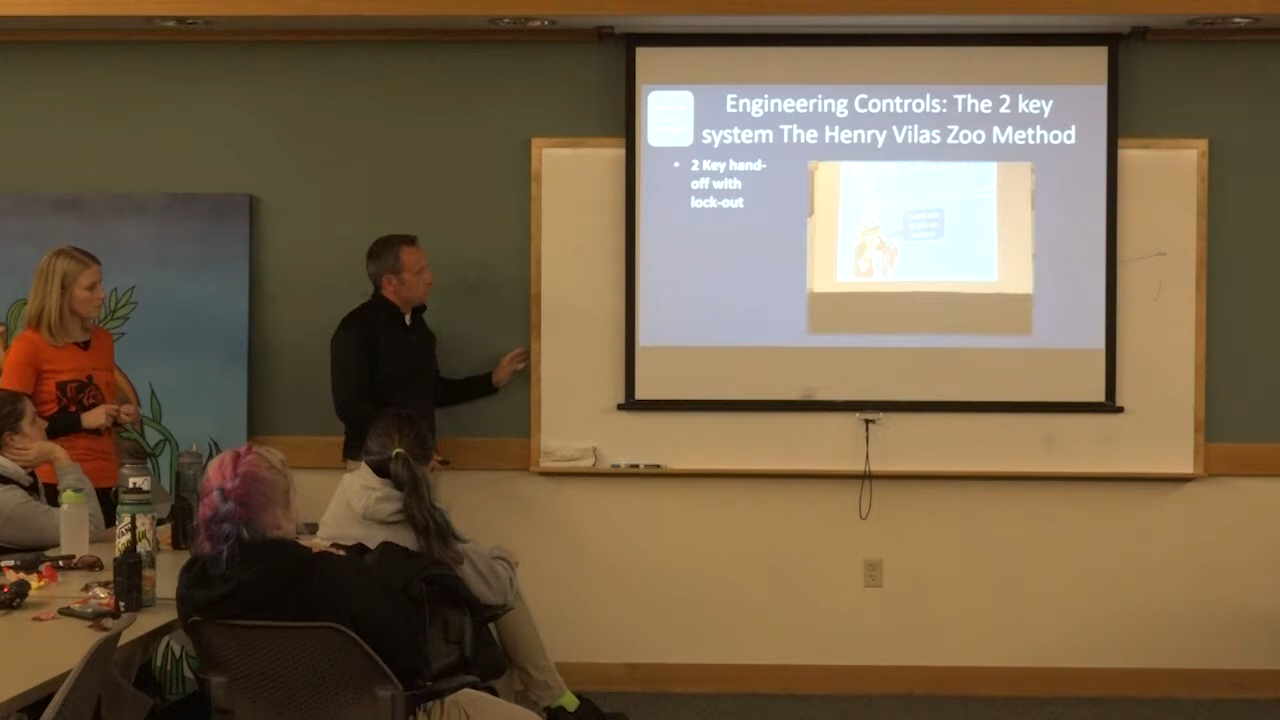 Engineering Controls: The 2 key
system The Henry Vilas Zoo Method
• 2 Key hand-
off with
lock-out